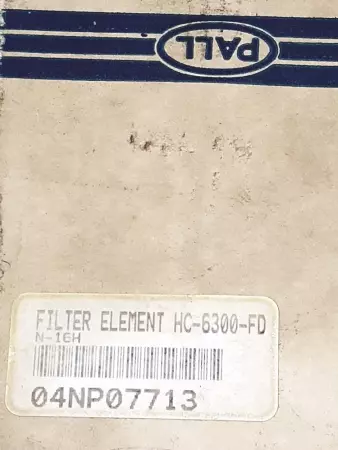 PALL
FILTER ELEMENT HC-6300-FD
N-16H
04NP07713